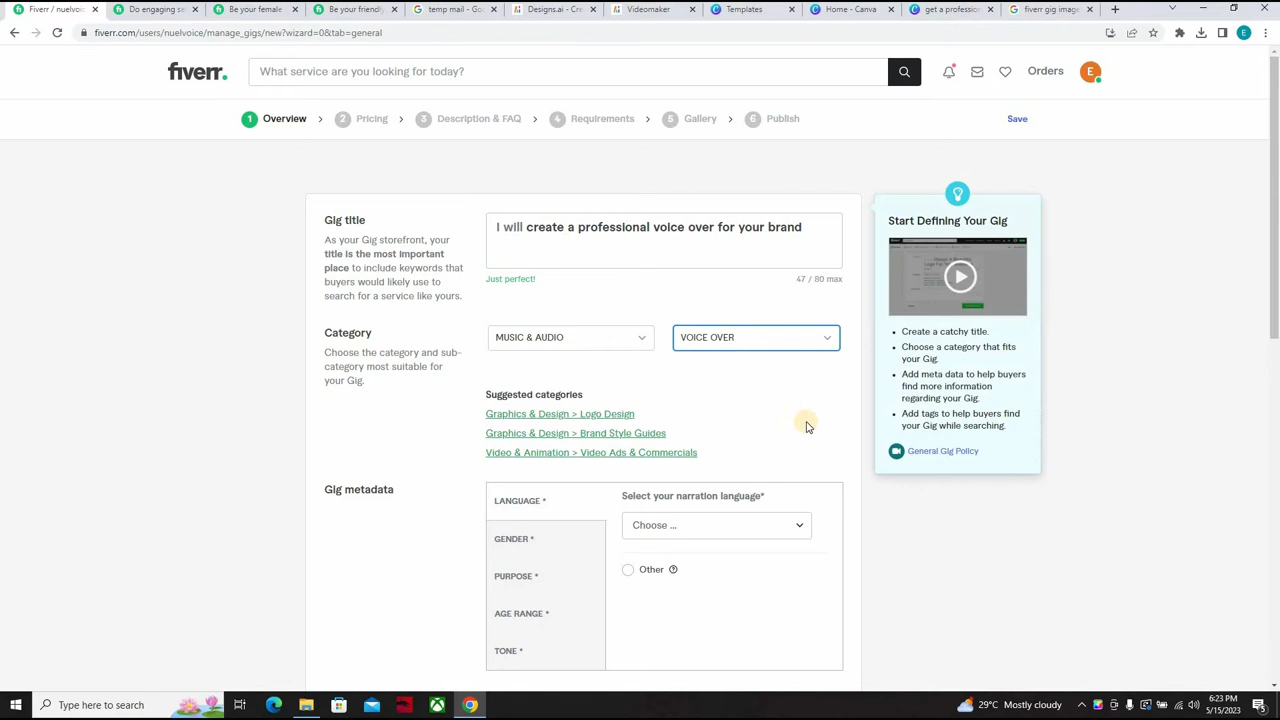 Fiverr / nuelvoice
Do engaging se
Be your female
Be your friendly
temp mail - Goo
Designs.ai - Cre
Videomaker
Templates
Home - Canva
get a profession
fiverr gig image
fiverr.com/users/nuelvoice/manage_gigs/new?wizard=0&tab=general
E
fiverr.
What service are you looking for today?
Orders
E
1 Overview
2 Pricing
3 Description & FAQ
4 Requirements
5 Gallery
6 Publish
Save
Gig title
As your Gig storefront, your
title is the most important
place to include keywords that
buyers would likely use to
search for a service like yours.
I will create a professional voice over for your brand
Just perfect!
47 / 80 max
Category
Choose the category and sub-
category most suitable for
your Gig.
MUSIC & AUDIO
VOICE OVER
Suggested categories
Graphics & Design > Logo Design
Graphics & Design > Brand Style Guides
Video & Animation > Video Ads & Commercials
Gig metadata
LANGUAGE *
GENDER *
PURPOSE *
AGE RANGE *
TONE *
Select your narration language*
Choose ...
Other
Start Defining Your Gig
• Create a catchy title.
• Choose a category that fits
your Gig.
• Add meta data to help buyers
find more information
regarding your Gig.
• Add tags to help buyers find
your Gig while searching.
General Gig Policy
Type here to search
29°C Mostly cloudy
6:23 PM
5/15/2023